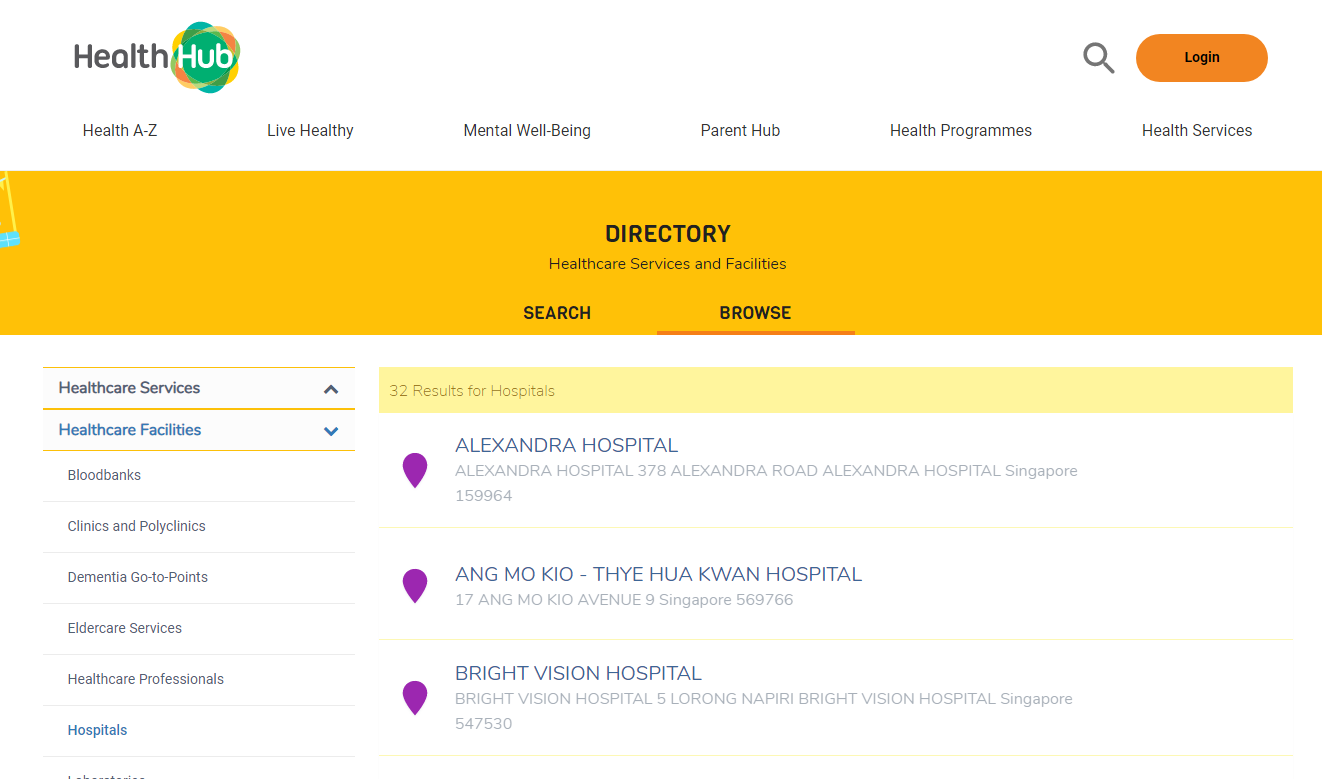 Health Hub
Login
Health A-Z
Live Healthy
Mental Well-Being
Parent Hub
Health Programmes
Health Services
DIRECTORY
Healthcare Services and Facilities
SEARCH
BROWSE
Healthcare Services
Healthcare Facilities
Bloodbanks
Clinics and Polyclinics
Dementia Go-to-Points
Eldercare Services
Healthcare Professionals
Hospitals
32 Results for Hospitals
ALEXANDRA HOSPITAL
ALEXANDRA HOSPITAL 378 ALEXANDRA ROAD ALEXANDRA HOSPITAL Singapore
159964
ANG MO KIO - THYE HUA KWAN HOSPITAL
17 ANG MO KIO AVENUE 9 Singapore 569766
BRIGHT VISION HOSPITAL
BRIGHT VISION HOSPITAL 5 LORONG NAPIRI BRIGHT VISION HOSPITAL Singapore
547530